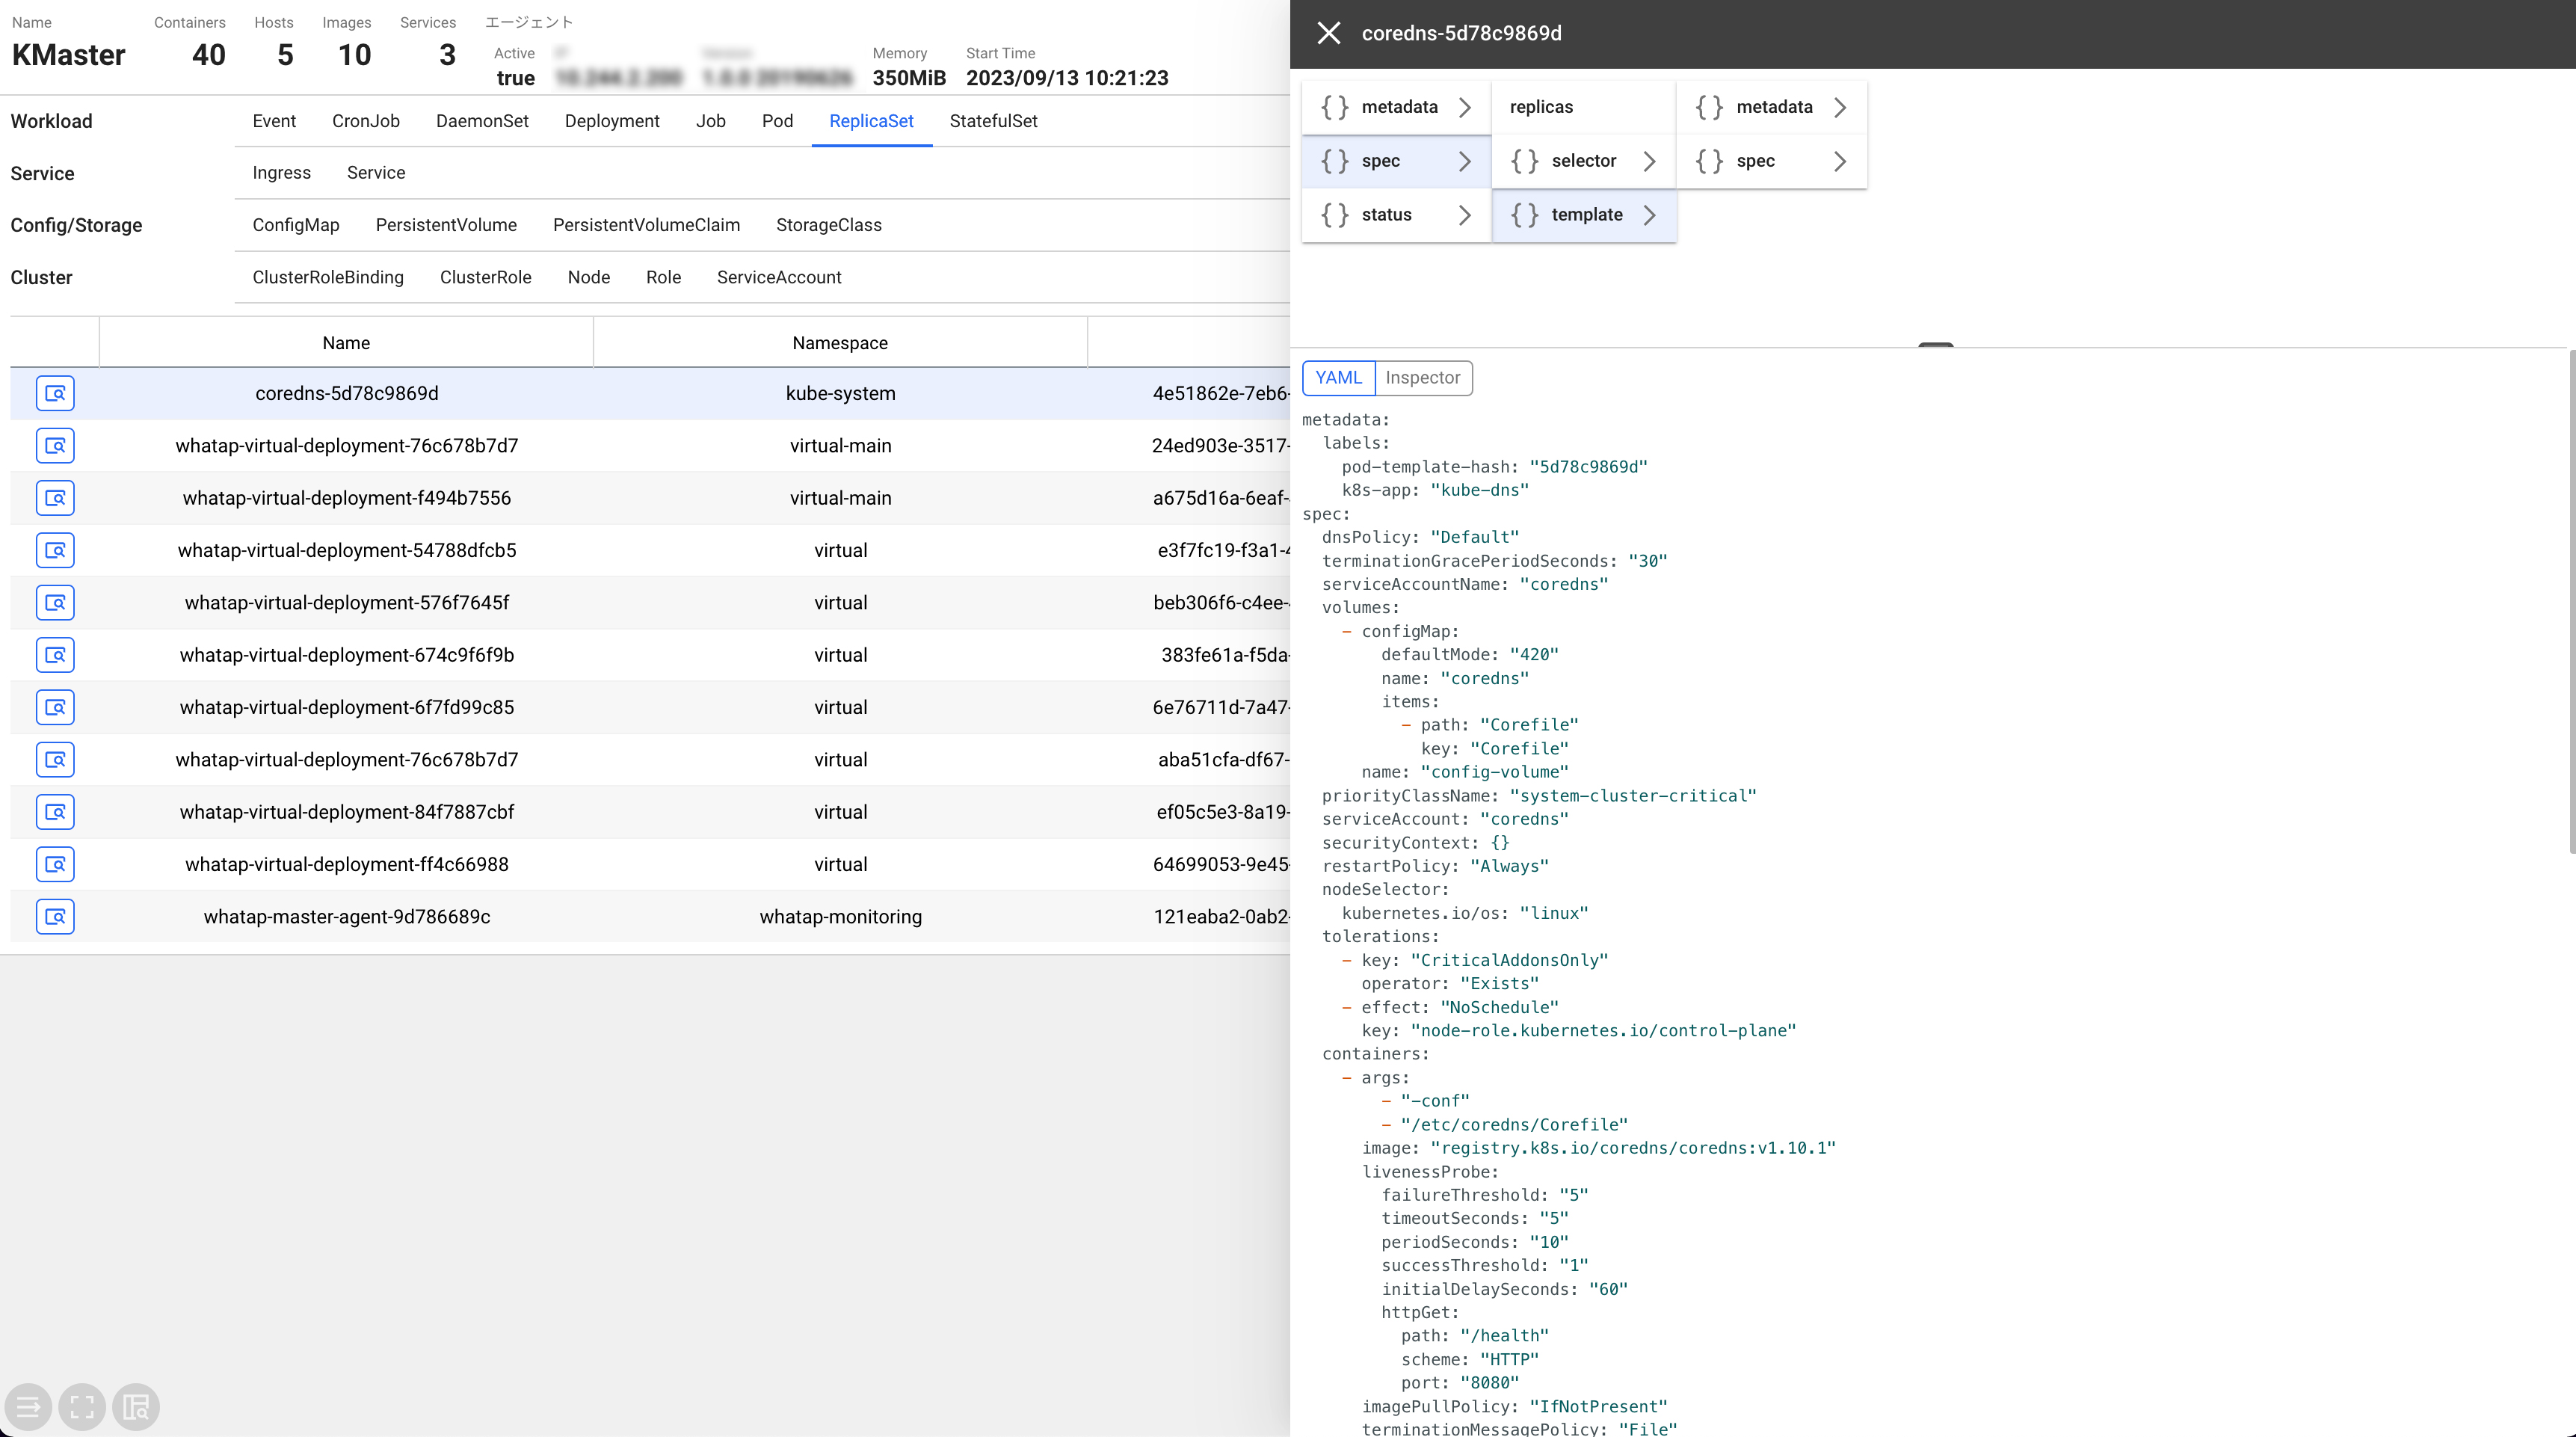 Name Containers Hosts Images Services エージェント
KMaster 40 5 10 3
Active Memory Start Time
true 350MiB 2023/09/13 10:21:23
Workload Event CronJob DaemonSet Deployment Job Pod ReplicaSet StatefulSet
Service Ingress Service
Config/Storage ConfigMap PersistentVolume PersistentVolumeClaim StorageClass
Cluster ClusterRoleBinding ClusterRole Node Role ServiceAccount
Name Namespace
coredns-5d78c9869d kube-system 4e51862e-7eb6-
whatap-virtual-deployment-76c678b7d7 virtual-main 24ed903e-3517-
whatap-virtual-deployment-f494b7556 virtual-main a675d16a-6eaf-
whatap-virtual-deployment-54788dfcb5 virtual e3f7fc19-f3a1-4
whatap-virtual-deployment-576f7645f virtual beb306f6-c4ee-
whatap-virtual-deployment-674c9f6f9b virtual 383fe61a-f5da-
whatap-virtual-deployment-6f7fd99c85 virtual 6e76711d-7a47-
whatap-virtual-deployment-76c678b7d7 virtual aba51cfa-df67-
whatap-virtual-deployment-84f7887cbf virtual ef05c5e3-8a19-
whatap-virtual-deployment-ff4c66988 virtual 64699053-9e45-
whatap-master-agent-9d786689c whatap-monitoring 121eaba2-0ab2-
coredns-5d78c9869d
{ } metadata replicas { } metadata
{ } spec { } selector { } spec
{ } status { } template
YAML Inspector
metadata:
  labels:
    pod-template-hash: "5d78c9869d"
    k8s-app: "kube-dns"
spec:
  dnsPolicy: "Default"
  terminationGracePeriodSeconds: "30"
  serviceAccountName: "coredns"
  volumes:
    - configMap:
        defaultMode: "420"
        name: "coredns"
        items:
          - path: "Corefile"
            key: "Corefile"
      name: "config-volume"
  priorityClassName: "system-cluster-critical"
  serviceAccount: "coredns"
  securityContext: {}
  restartPolicy: "Always"
  nodeSelector:
    kubernetes.io/os: "linux"
  tolerations:
    - key: "CriticalAddonsOnly"
      operator: "Exists"
    - effect: "NoSchedule"
      key: "node-role.kubernetes.io/control-plane"
  containers:
    - args:
        - "-conf"
        - "/etc/coredns/Corefile"
      image: "registry.k8s.io/coredns/coredns:v1.10.1"
      livenessProbe:
        failureThreshold: "5"
        timeoutSeconds: "5"
        periodSeconds: "10"
        successThreshold: "1"
        initialDelaySeconds: "60"
        httpGet:
          path: "/health"
          scheme: "HTTP"
          port: "8080"
      imagePullPolicy: "IfNotPresent"
      terminationMessagePolicy: "File"